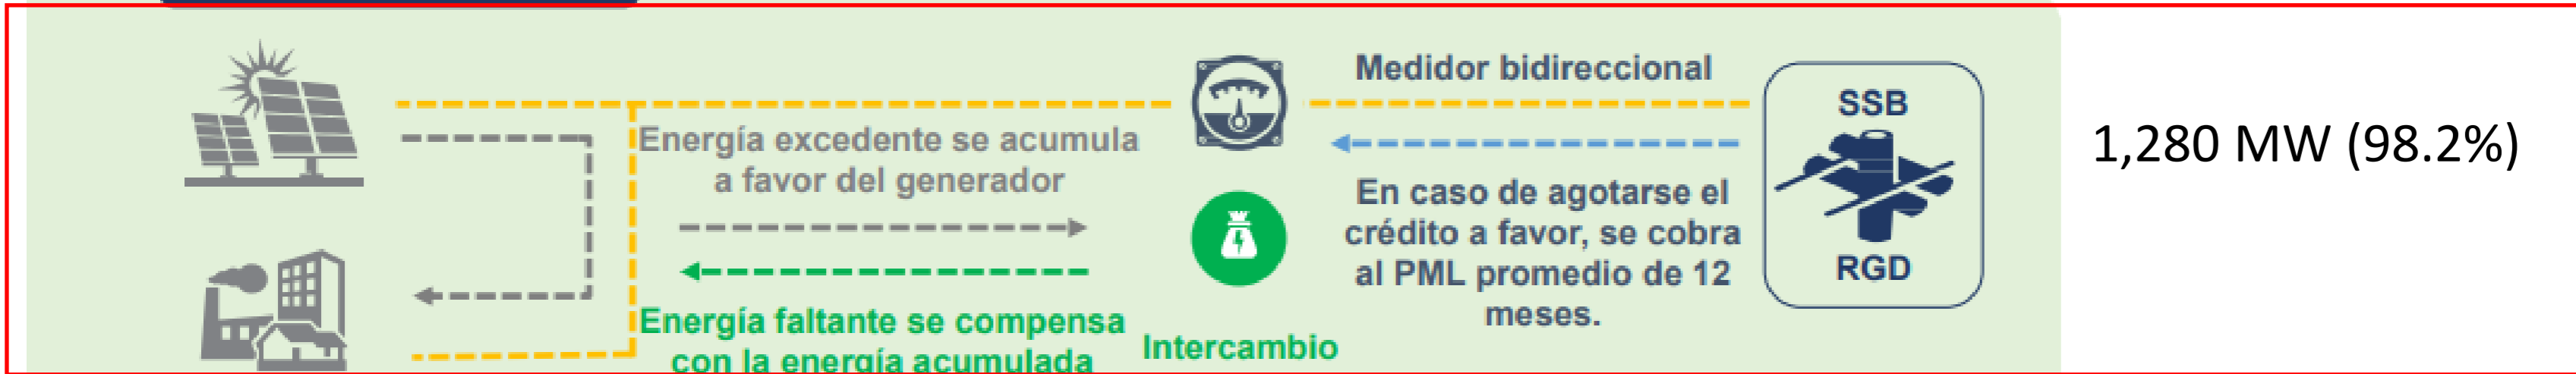 Energía excedente se acumula
a favor del generador
Energía faltante se compensa
con la energía acumulada
Intercambio
Medidor bidireccional
En caso de agotarse el
crédito a favor, se cobra
al PML promedio de 12
meses.
SSB
RGD
1,280 MW (98.2%)